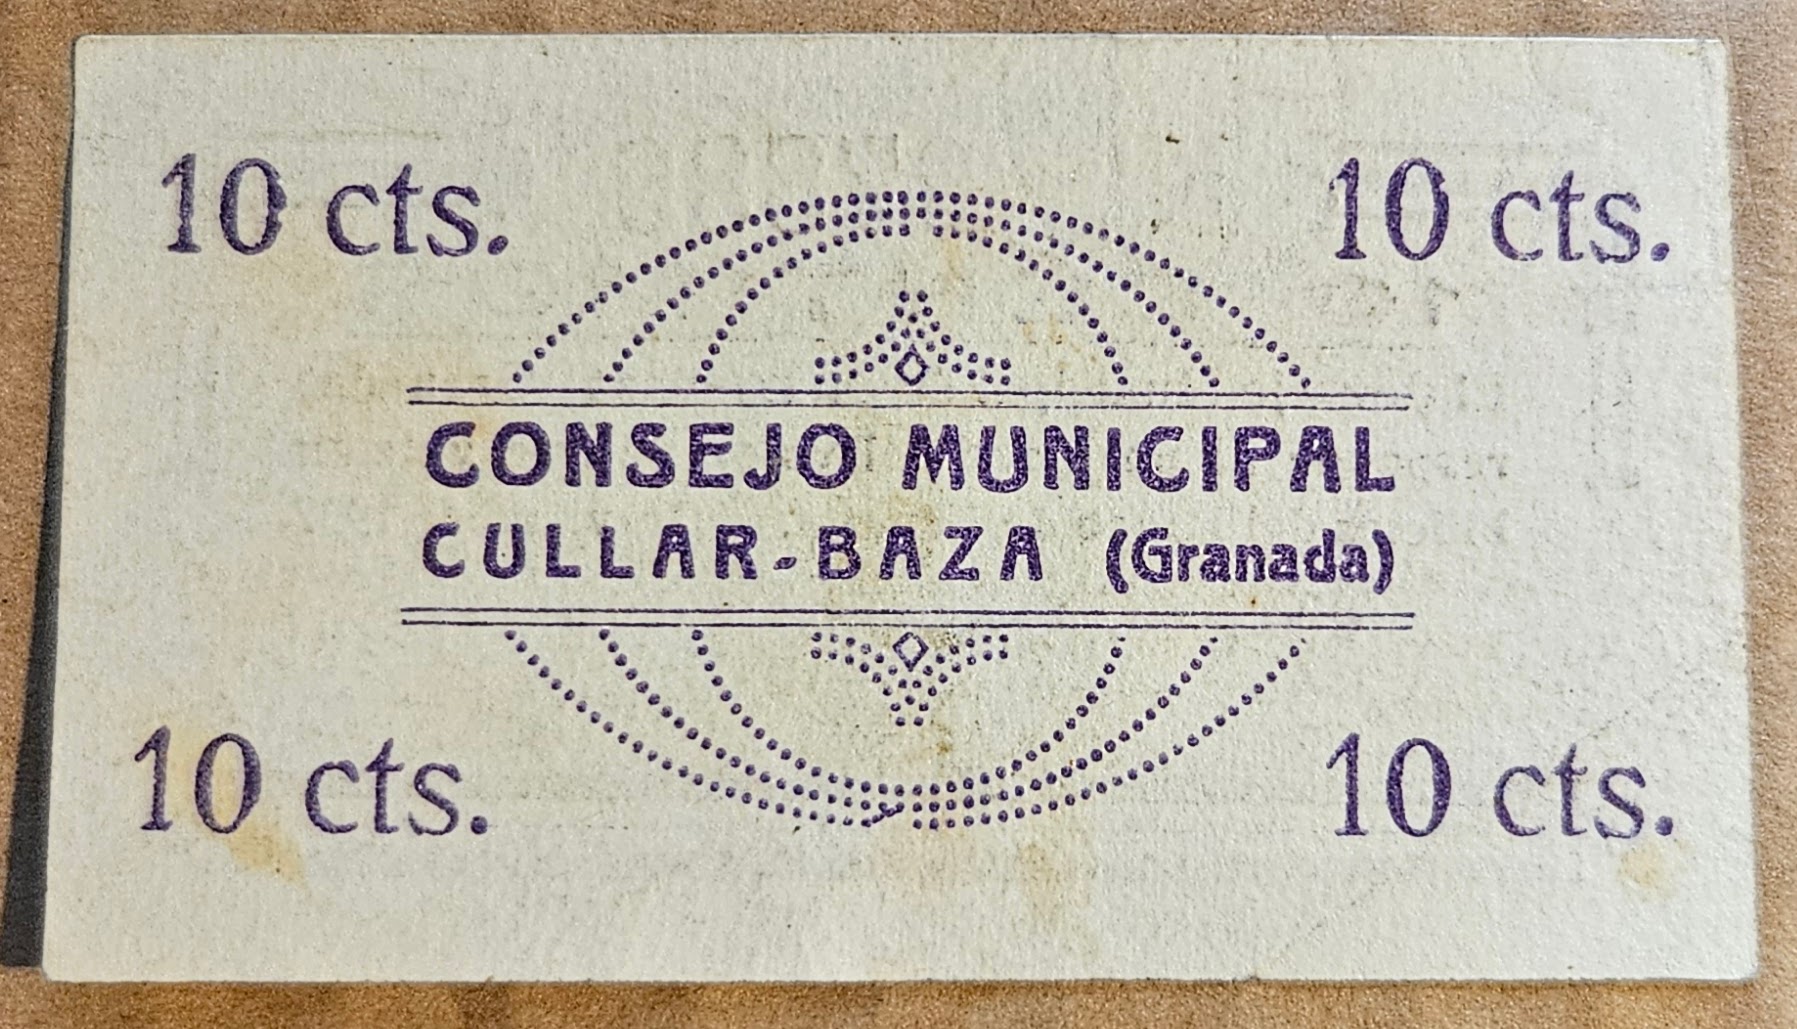 10 cts. 10 cts.
CONSEJO MUNICIPAL
CULLAR-BAZA (Granada)
10 cts. 10 cts.